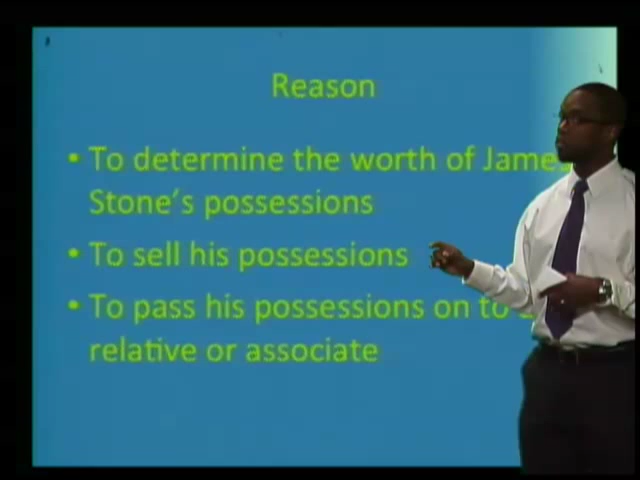 Reason
• To determine the worth of James
Stone's possessions
• To sell his possessions
• To pass his possessions on to
relative or associate